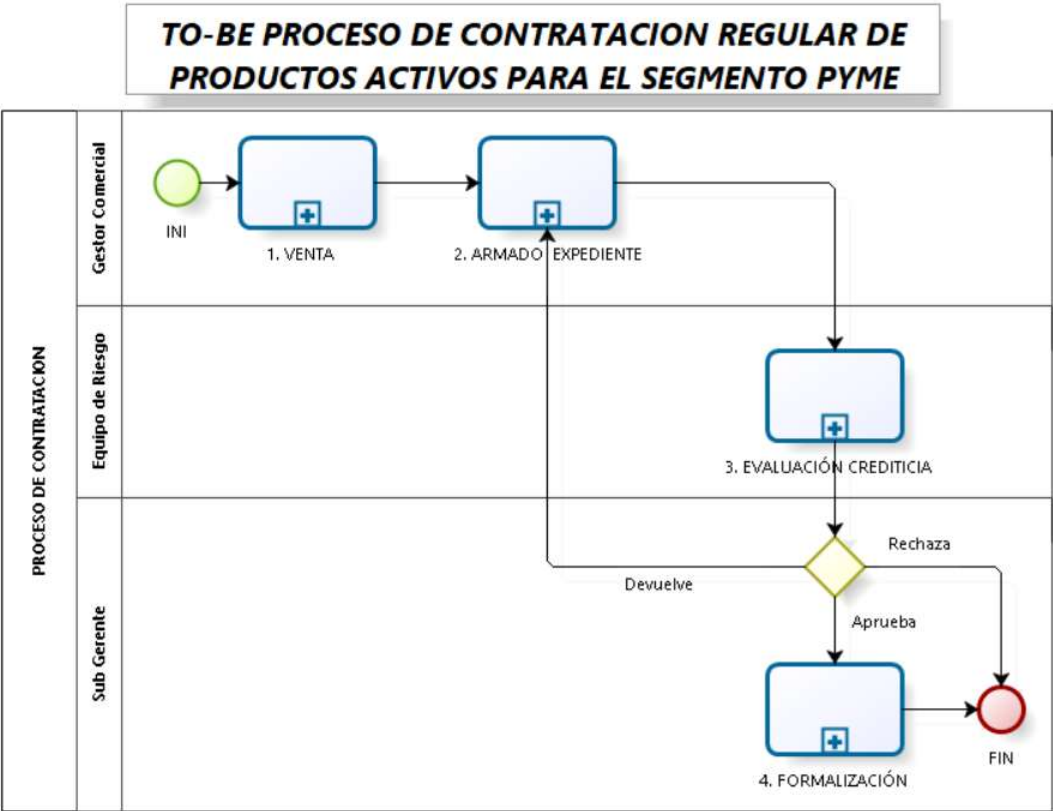 TO-BE PROCESO DE CONTRATACION REGULAR DE
PRODUCTOS ACTIVOS PARA EL SEGMENTO PYME
PROCESO DE CONTRATACION
Gestor Comercial
INI
1. VENTA
2. ARMADO EXPEDIENTE
Equipo de Riesgo
3. EVALUACIÓN CREDITICIA
Sub Gerente
Rechaza
Devuelve
Aprueba
4. FORMALIZACIÓN
FIN